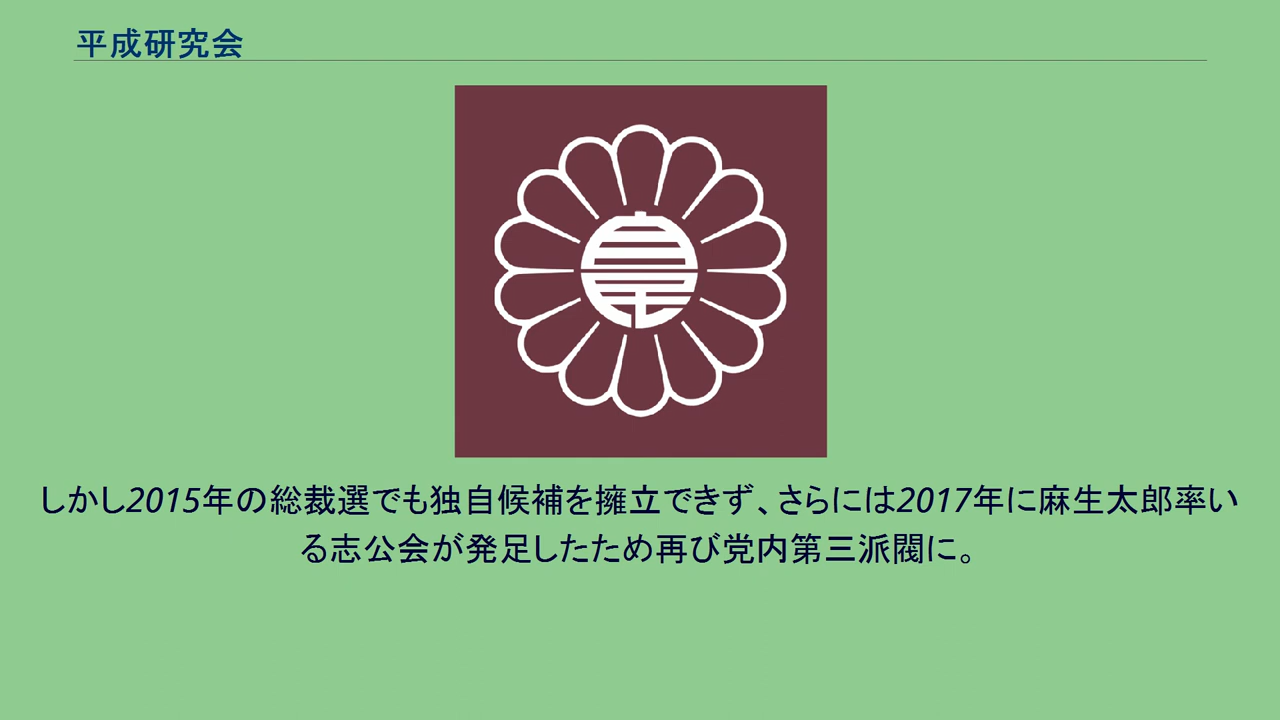 平成研究会
しかし2015年の総裁選でも独自候補を擁立できず、さらには2017年に麻生太郎率い
る志公会が発足したため再び党内第三派閥に。